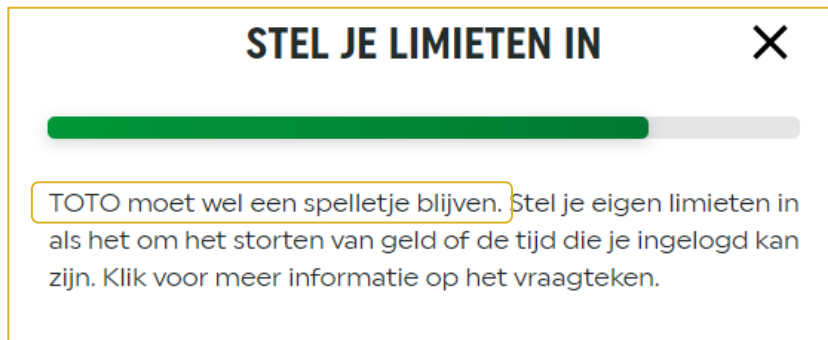 STEL JE LIMIETEN IN
TOTO moet wel een spelletje blijven. Stel je eigen limieten in
als het om het storten van geld of de tijd die je ingelogd kan
zijn. Klik voor meer informatie op het vraagteken.